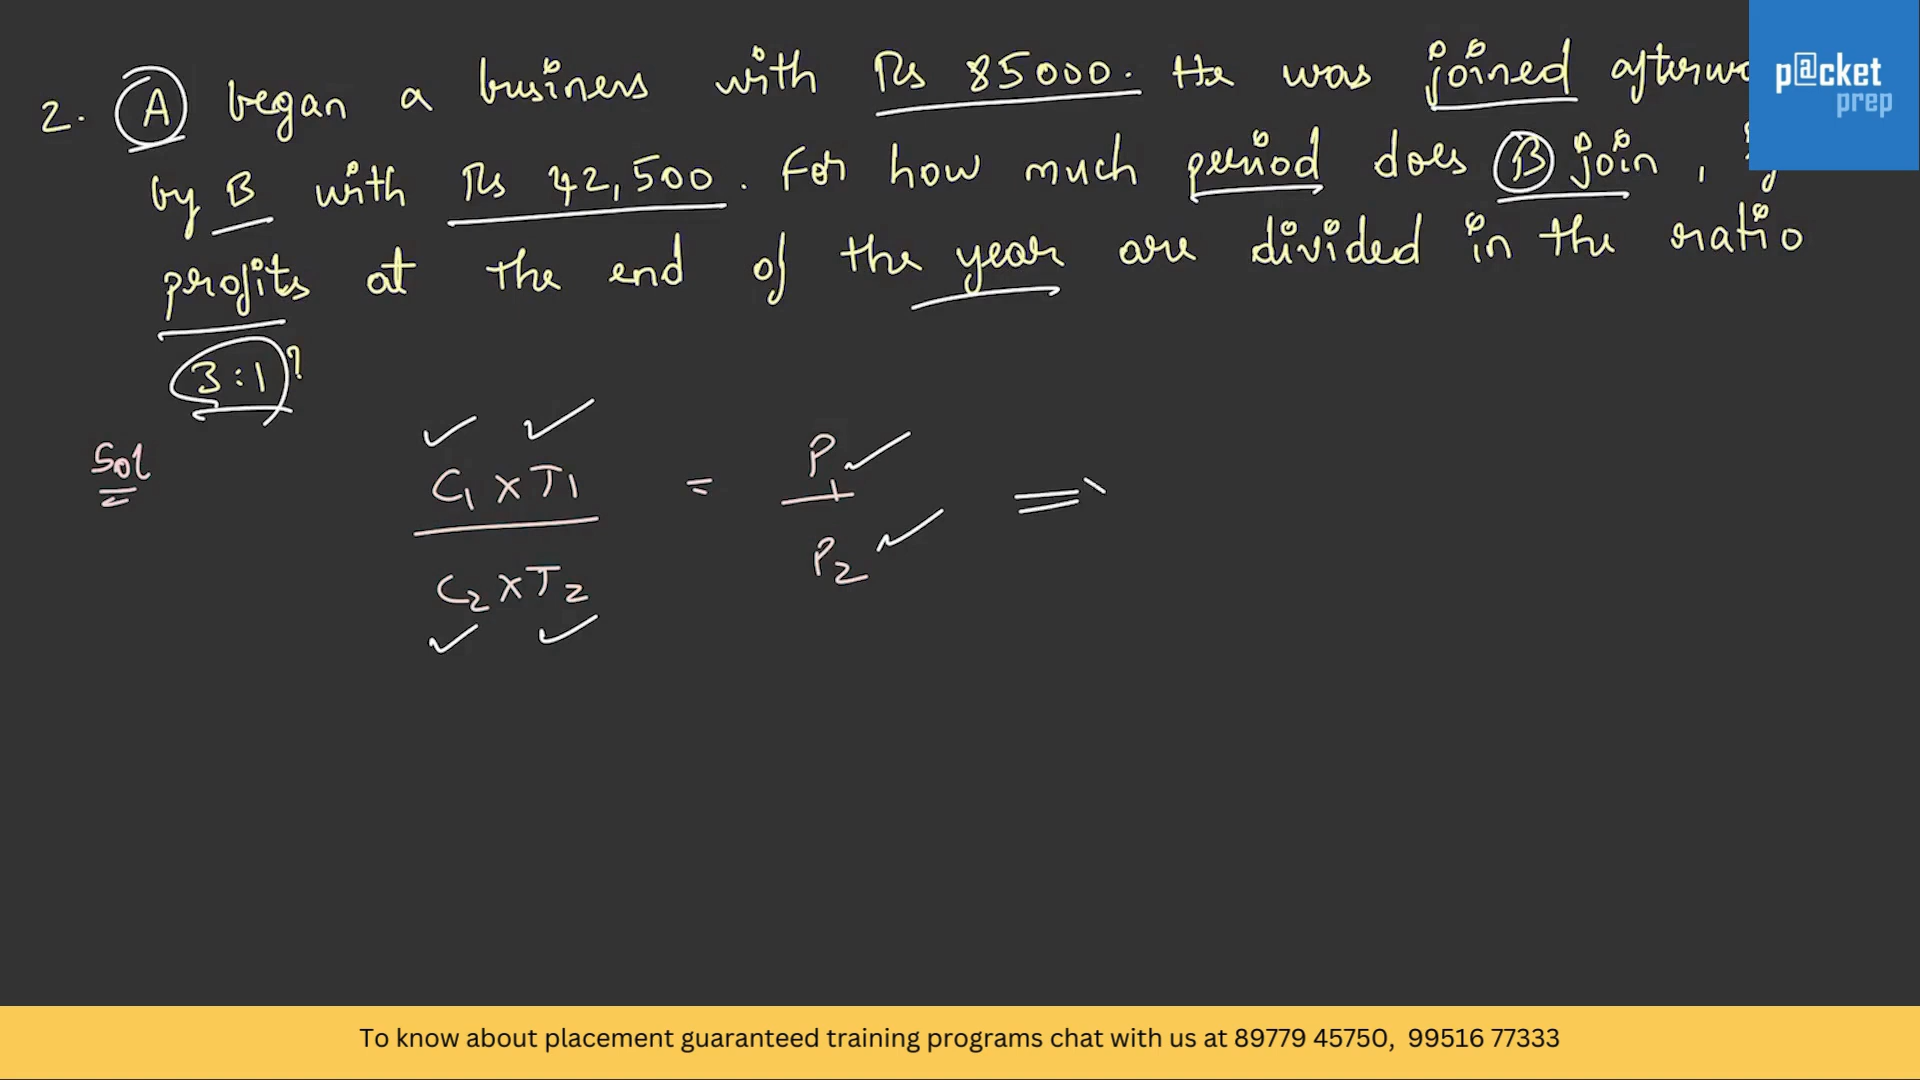 2. A began a business with Rs 85000. He was joined
by B with Rs 42,500. For how much period does B join,
profits at the end of the year are divided in the ratio
3:1?
Sol
C1 x T1 = P1 =>
C2 x T2 P2
p@cket
prep
To know about placement guaranteed training programs chat with us at 89779 45750, 99516 77333